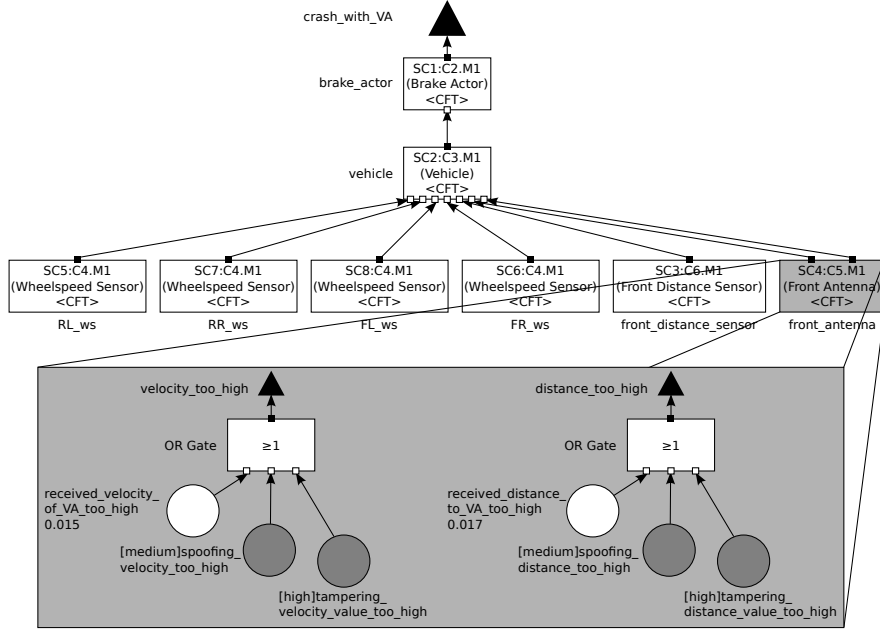 crash_with_VA
SC1:C2.M1
brake_actor
(Brake Actor)
<CFT>
SC2:C3.M1
vehicle
(Vehicle)
<CFT>
SC5:C4.M1
(Wheelspeed Sensor)
<CFT>
RL_ws
SC7:C4.M1
(Wheelspeed Sensor)
<CFT>
RR_ws
SC8:C4.M1
(Wheelspeed Sensor)
<CFT>
FL_ws
SC6:C4.M1
(Wheelspeed Sensor)
<CFT>
FR_ws
SC3:C6.M1
(Front Distance Sensor)
<CFT>
front_distance_sensor
SC4:C5.M1
(Front Antenna)
<CFT>
front_antenna
velocity_too_high
OR Gate
≥1
received_velocity_
of_VA_too_high
0.015
[medium]spoofing_
velocity_too_high
[high]tampering_
velocity_value_too_high
distance_too_high
OR Gate
≥1
received_distance_
to_VA_too_high
0.017
[medium]spoofing_
distance_too_high
[high]tampering_
distance_value_too_high